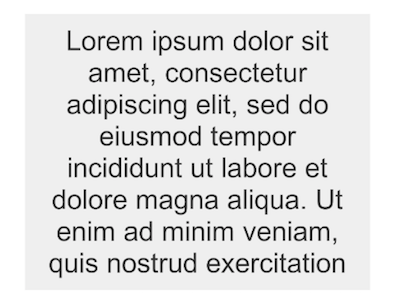 Lorem ipsum dolor sit
amet, consectetur
adipiscing elit, sed do
eiusmod tempor
incididunt ut labore et
dolore magna aliqua. Ut
enim ad minim veniam,
quis nostrud exercitation